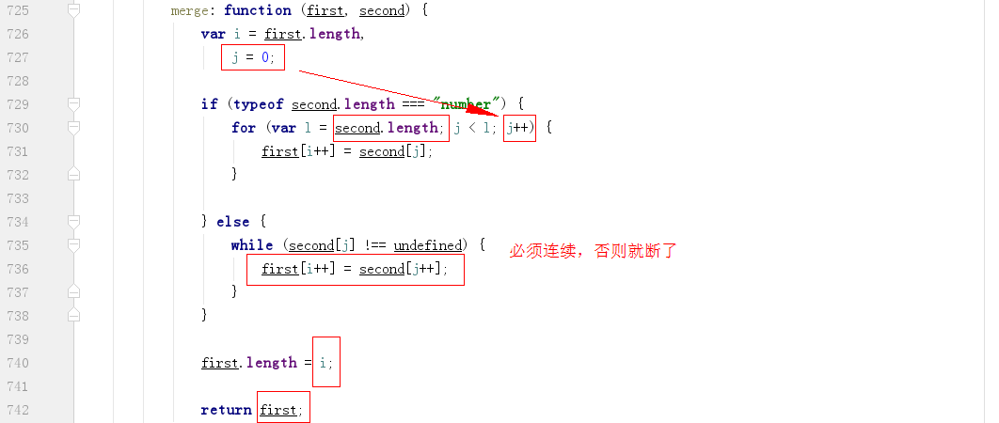 725 merge: function (first, second) {
726 var i = first.length,
727 j = 0;
728
729 if (typeof second.length === "number") {
730 for (var l = second.length; j < l; j++) {
731 first[i++] = second[j];
732 }
733
734 } else {
735 while (second[j] !== undefined) { 必须连续，否则就断了
736 first[i++] = second[j++];
737 }
738 }
739
740 first.length = i;
741
742 return first;